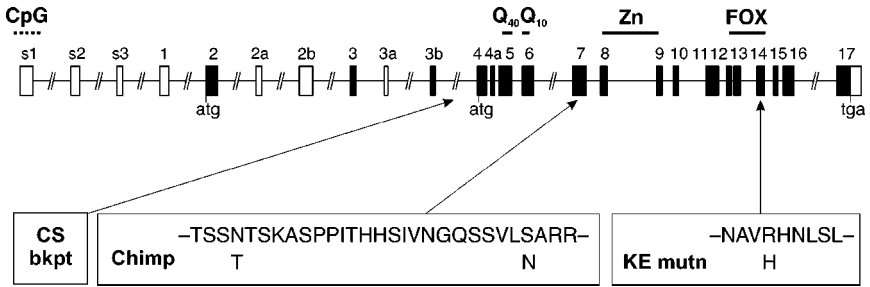 CpG Q40 Q10 Zn FOX
s1 s2 s3 1 2 2a 2b 3 3a 3b 4 4a 5 6 7 8 9 10 11 12 13 14 15 16 17
atg atg tga
CS
bkpt
–TSSNTSKASPPITHHSIVNGQSSVLSARR–
Chimp T N
–NAVRHNLSL–
KE mutn H